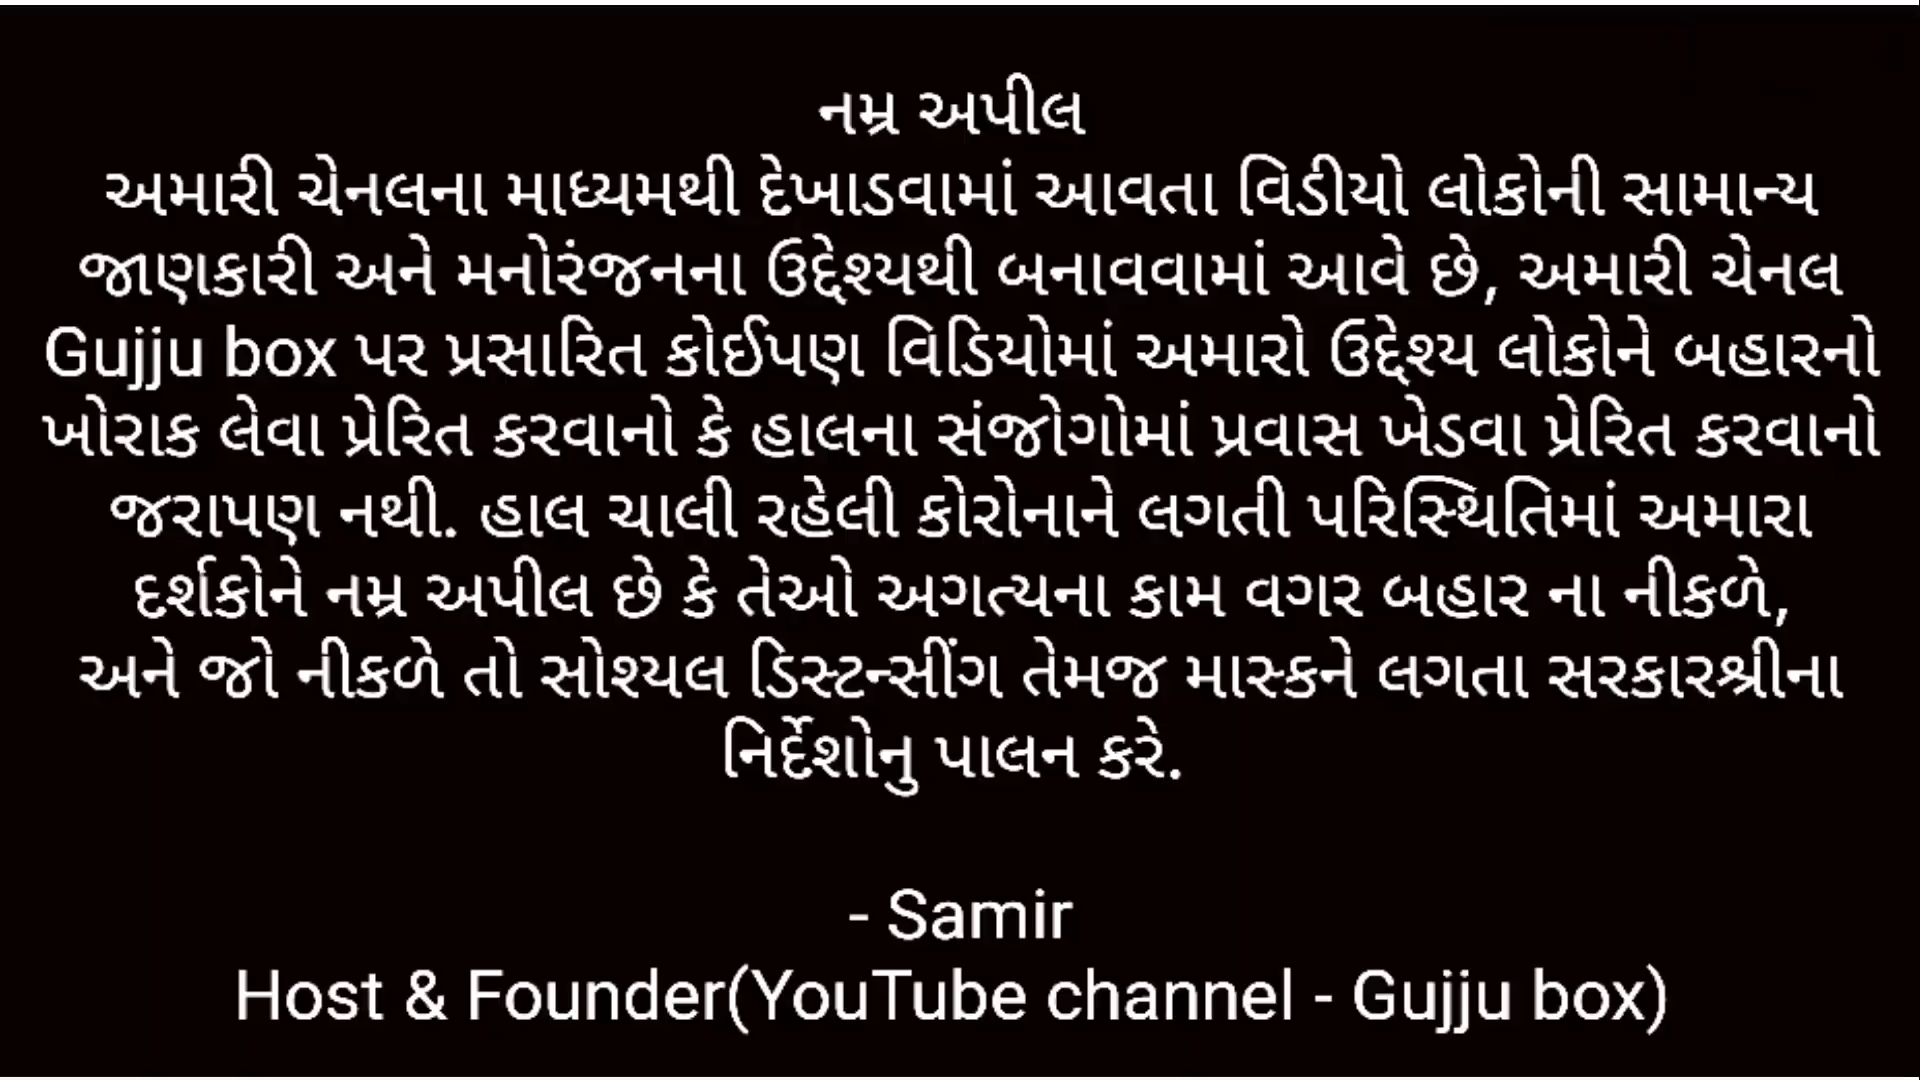 નમ્ર અપીલ
અમારી ચેનલના માધ્યમથી દેખાડવામાં આવતા વિડીયો લોકોની સામાન્ય
જાણકારી અને મનોરંજનના ઉદ્દેશ્યથી બનાવવામાં આવે છે, અમારી ચેનલ
Gujju box પર પ્રસારિત કોઈપણ વિડિયોમાં અમારો ઉદ્દેશ્ય લોકોને બહારનો
ખોરાક લેવા પ્રેરિત કરવાનો કે હાલના સંજોગોમાં પ્રવાસ ખેડવા પ્રેરિત કરવાનો
જરાપણ નથી. હાલ ચાલી રહેલી કોરોનાને લગતી પરિસ્થિતિમાં અમારા
દર્શકોને નમ્ર અપીલ છે કે તેઓ અગત્યના કામ વગર બહાર ના નીકળે,
અને જો નીકળે તો સોશ્યલ ડિસ્ટન્સીંગ તેમજ માસ્કને લગતા સરકારશ્રીના
નિર્દેશોનુ પાલન કરે.
- Samir
Host & Founder(YouTube channel - Gujju box)